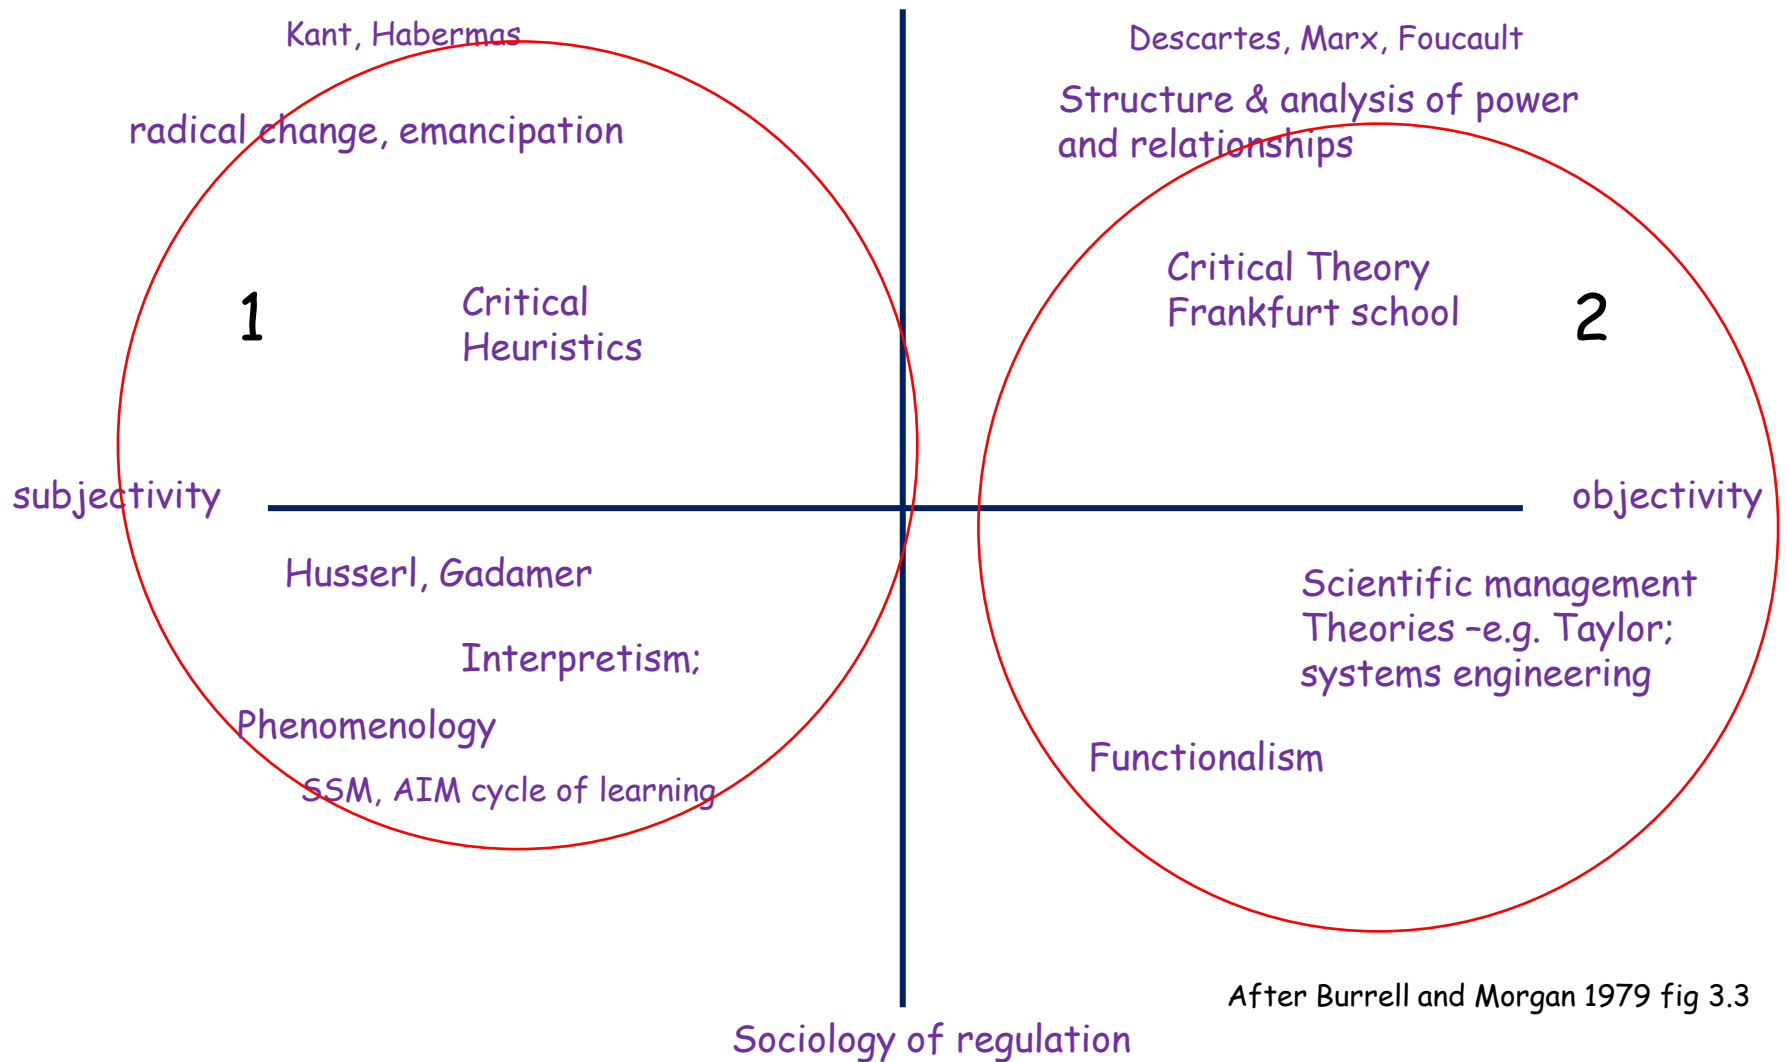 Kant, Habermas
radical change, emancipation
1
Critical
Heuristics
Descartes, Marx, Foucault
Structure & analysis of power
and relationships
Critical Theory
Frankfurt school
2
subjectivity
objectivity
Husserl, Gadamer
Interpretism;
Phenomenology
SSM, AIM cycle of learning
Scientific management
Theories –e.g. Taylor;
systems engineering
Functionalism
After Burrell and Morgan 1979 fig 3.3
Sociology of regulation